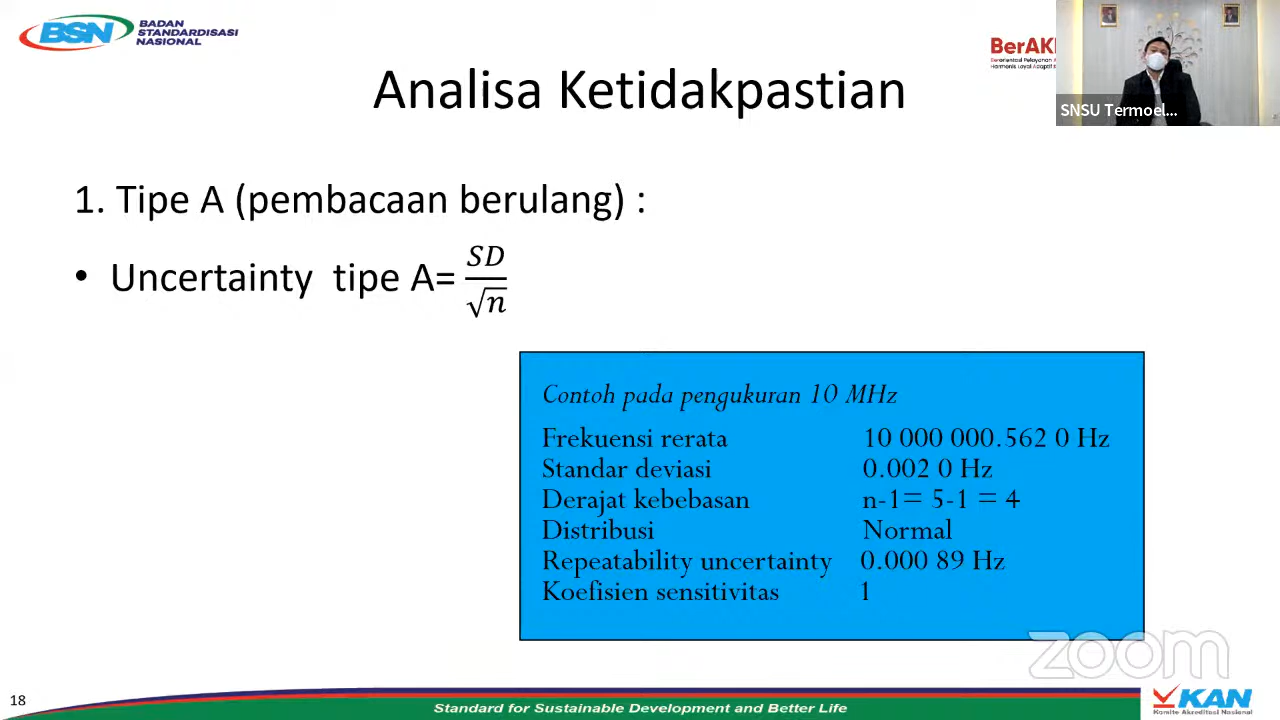 BSN BADAN
STANDARDISASI
NASIONAL
Analisa Ketidakpastian
SNSU Termoel...
1. Tipe A (pembacaan berulang) :
• Uncertainty tipe A= SD/√n
Contoh pada pengukuran 10 MHz
Frekuensi rerata 10 000 000.562 0 Hz
Standar deviasi 0.002 0 Hz
Derajat kebebasan n-1= 5-1 = 4
Distribusi Normal
Repeatability uncertainty 0.000 89 Hz
Koefisien sensitivitas 1
zoom
18
Standard for Sustainable Development and Better Life
KAN
Komite Akreditasi Nasional